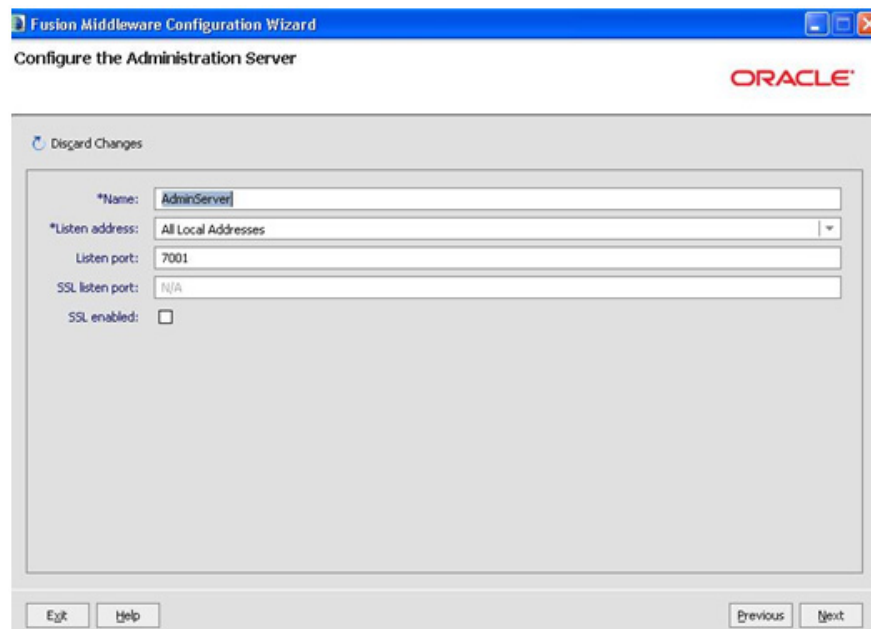 Fusion Middleware Configuration Wizard
Configure the Administration Server
ORACLE
Discard Changes
*Name: AdminServer
*Listen address: All Local Addresses
Listen port: 7001
SSL listen port: N/A
SSL enabled:
Exit Help Previous Next